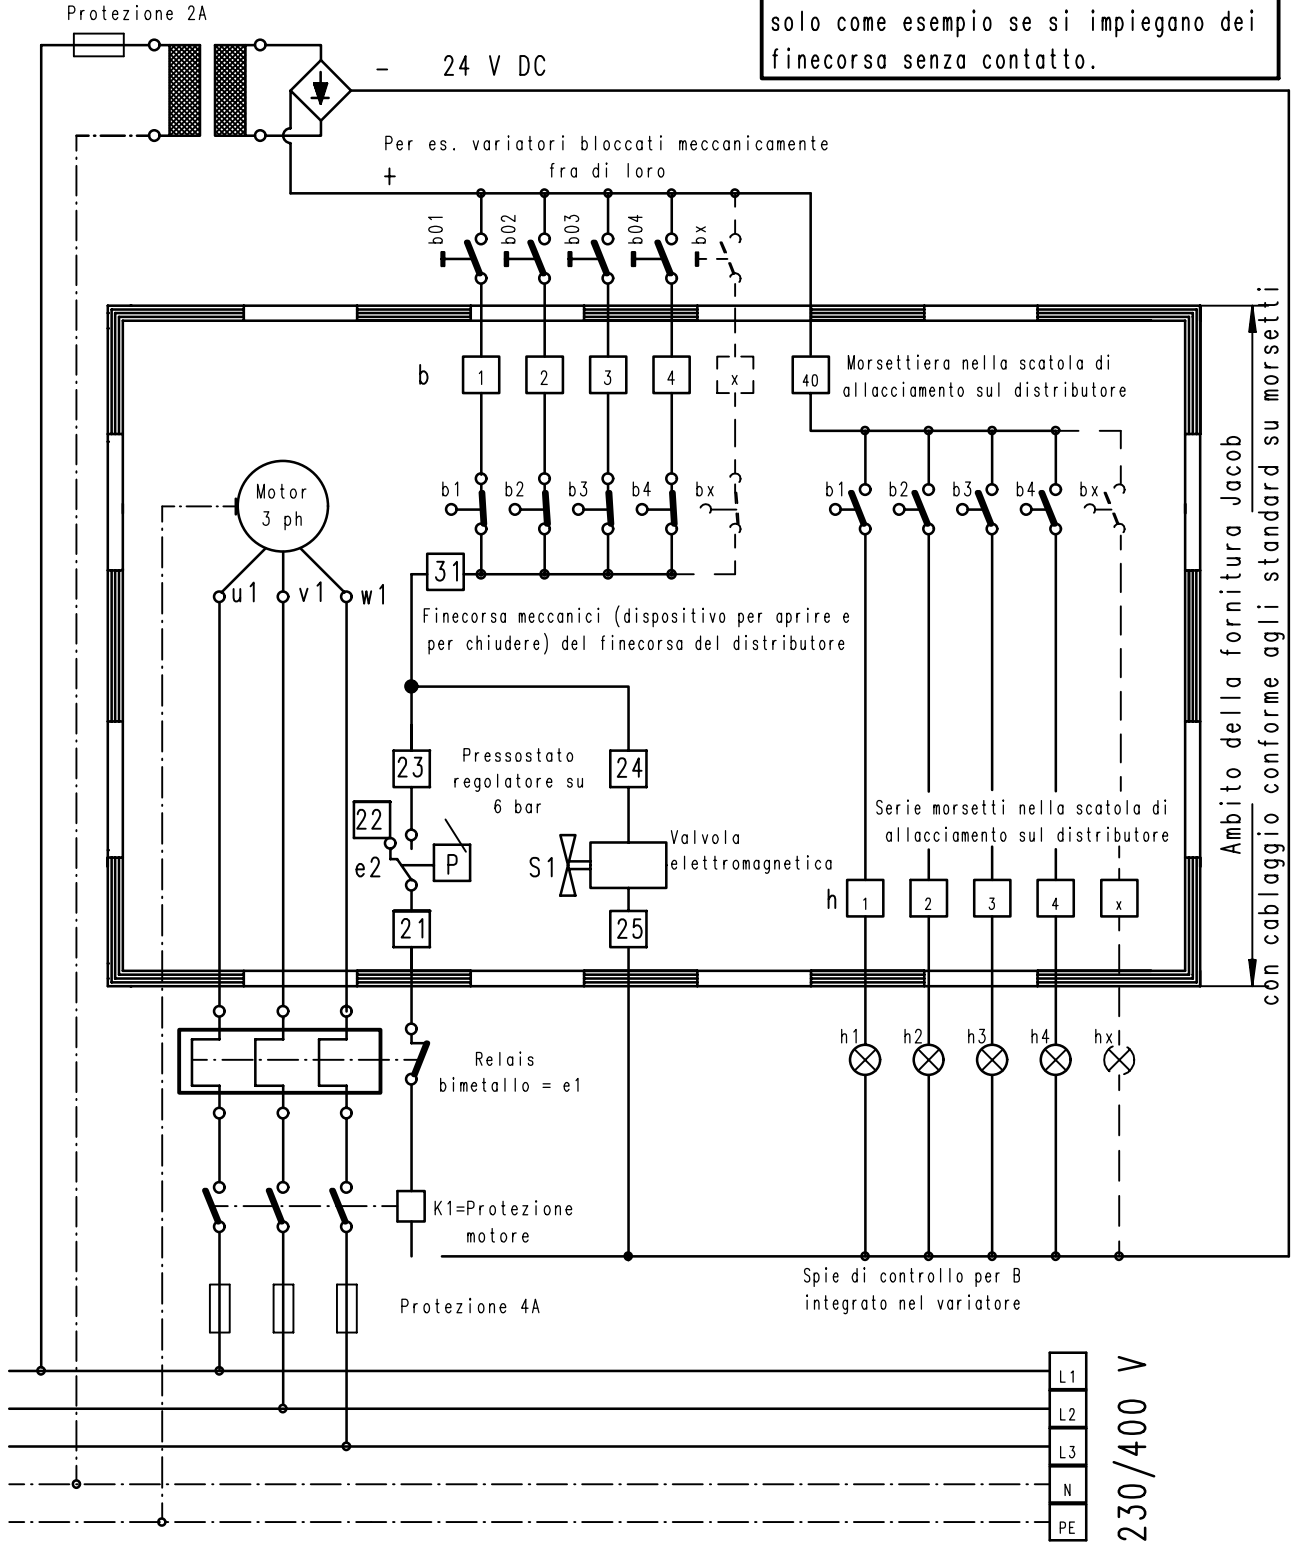 Protezione 2A
solo come esempio se si impiegano dei
finecorsa senza contatto.
- 24 V DC
Per es. variatori bloccati meccanicamente
fra di loro
+
b01 b02 b03 b04 bx
b 1 2 3 4 x 40
Morsettiera nella scatola di
allacciamento sul distributore
Motor
3 ph
b1 b2 b3 b4 bx
b1 b2 b3 b4 bx
31
u1 v1 w1
Finecorsa meccanici (dispositivo per aprire e
per chiudere) del finecorsa del distributore
Ambito della fornitura Jacob
con cablaggio conforme agli standard su morsetti
23
Pressostato
regolatore su
6 bar
24
22
e2
P
S1
Valvola
elettromagnetica
Serie morsetti nella scatola di
allacciamento sul distributore
21
25
h 1 2 3 4 x
h1 h2 h3 h4 hx
Relais
bimetallo = e1
K1=Protezione
motore
Spie di controllo per B
integrato nel variatore
Protezione 4A
L1
L2
L3
N
PE
230/400 V